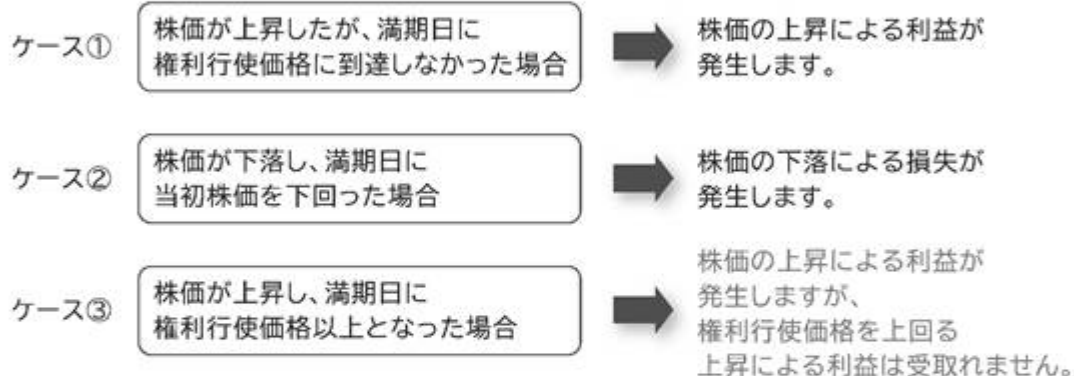 ケース①
株価が上昇したが、満期日に
権利行使価格に到達しなかった場合
株価の上昇による利益が
発生します。
ケース②
株価が下落し、満期日に
当初株価を下回った場合
株価の下落による損失が
発生します。
ケース③
株価が上昇し、満期日に
権利行使価格以上となった場合
株価の上昇による利益が
発生しますが、
権利行使価格を上回る
上昇による利益は受取れません。